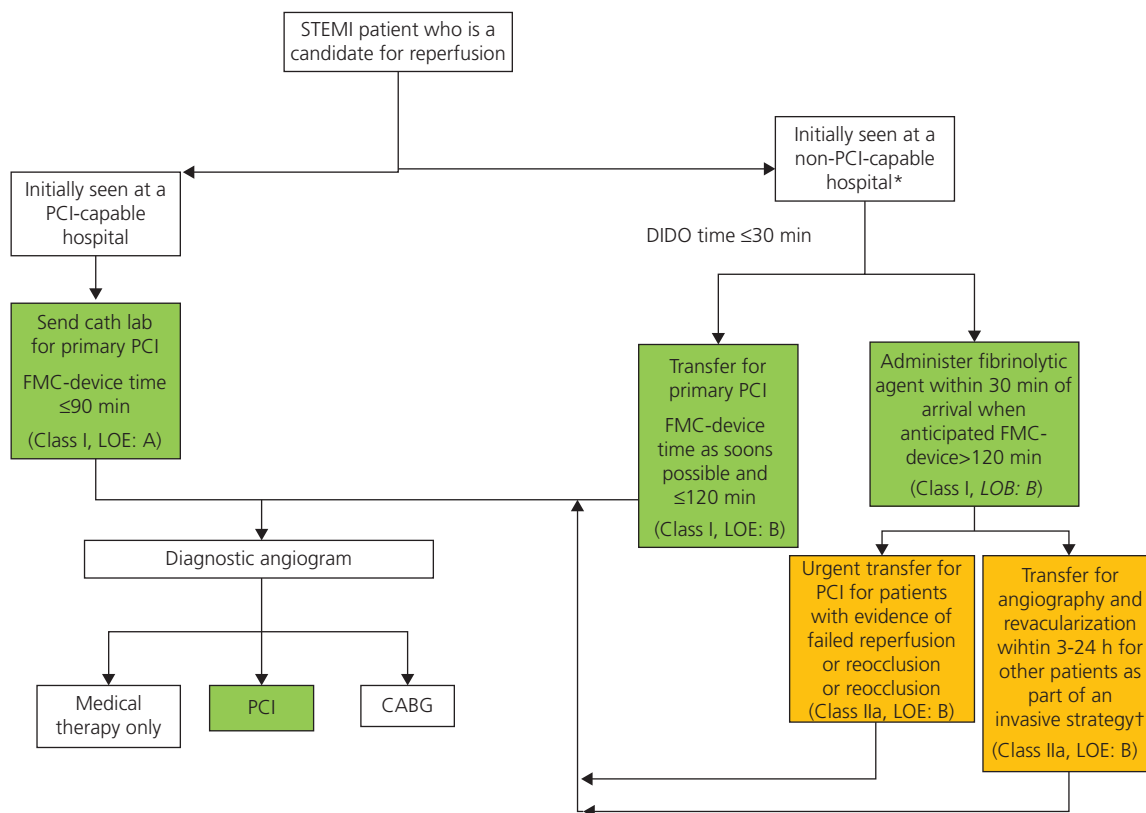 STEMI patient who is a
candidate for reperfusion
Initially seen at a
non-PCI-capable
hospital*
Initially seen at a
PCI-capable
hospital
DIDO time ≤30 min
Send cath lab
for primary PCI
FMC-device time
≤90 min
(Class I, LOE: A)
Transfer for
primary PCI
FMC-device
time as soons
possible and
≤120 min
(Class I, LOE: B)
Administer fibrinolytic
agent within 30 min of
arrival when
anticipated FMC-
device>120 min
(Class I, LOB: B)
Diagnostic angiogram
Urgent transfer for
PCI for patients
with evidence of
failed reperfusion
or reocclusion
or reocclusion
(Class IIa, LOE: B)
Transfer for
angiography and
revacularization
wihtin 3-24 h for
other patients as
part of an
invasive strategy†
(Class IIa, LOE: B)
Medical
therapy only
PCI
CABG